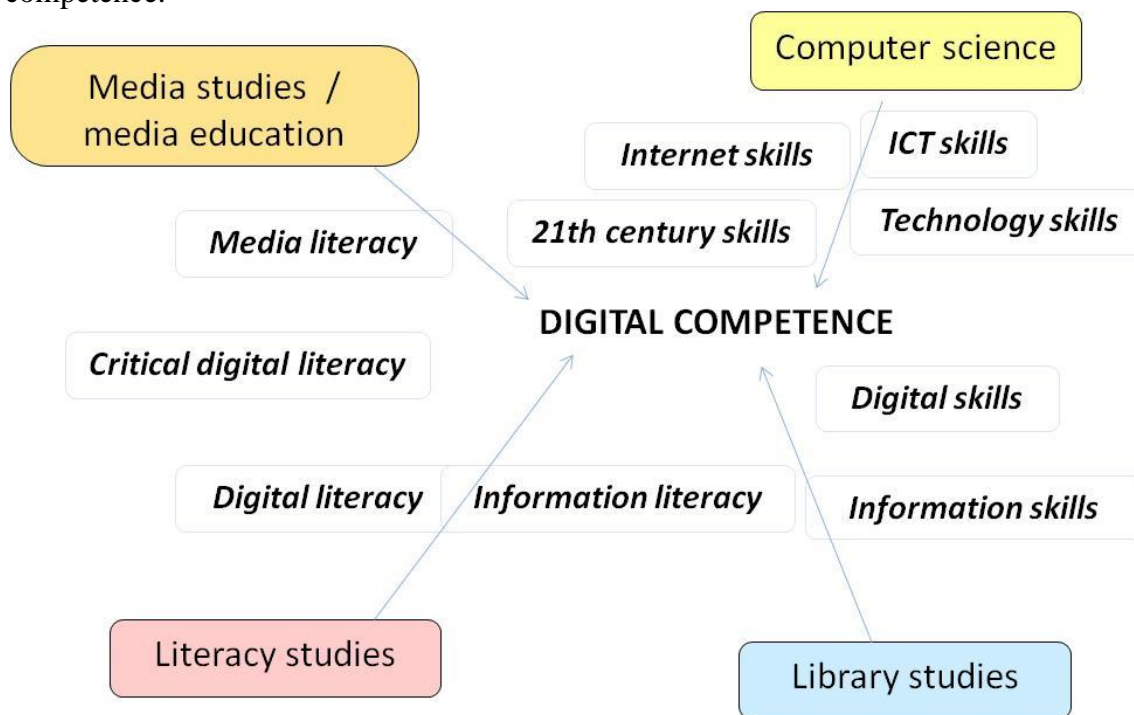 competence.
Computer science
Media studies /
media education
Internet skills
ICT skills
21th century skills
Technology skills
Media literacy
DIGITAL COMPETENCE
Critical digital literacy
Digital skills
Digital literacy
Information literacy
Information skills
Literacy studies
Library studies